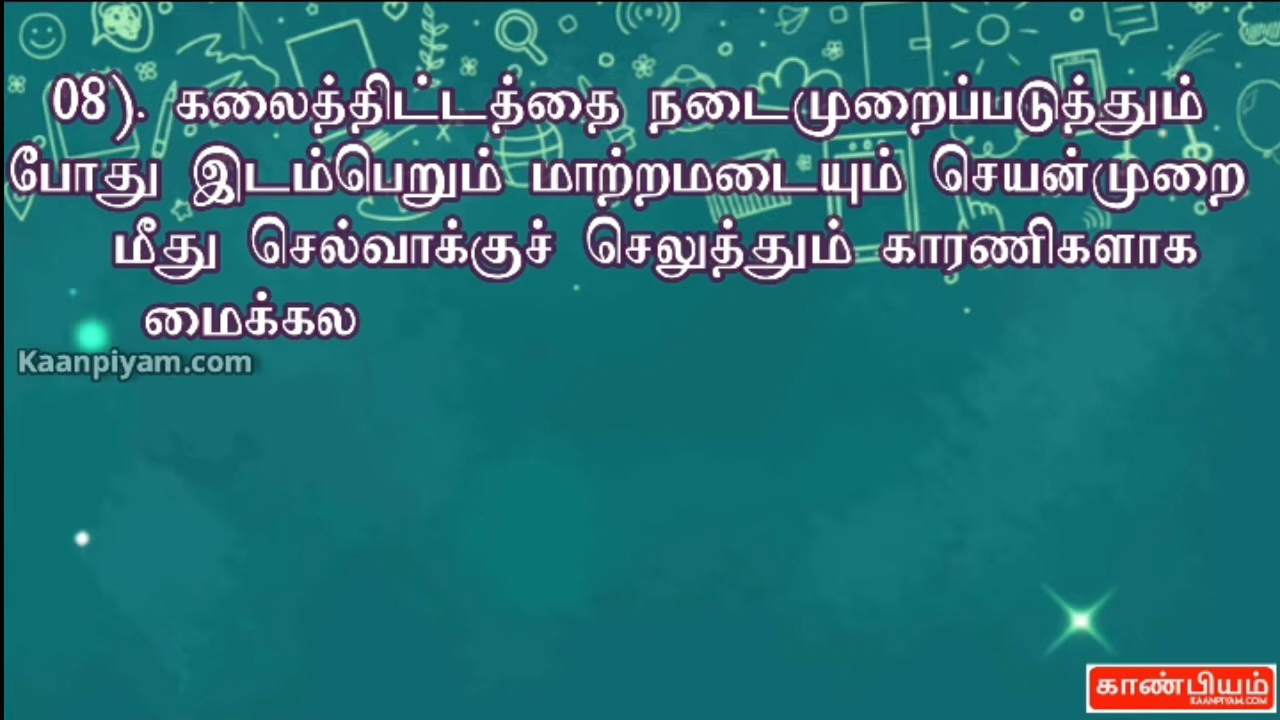 08). கலைத்திட்டத்தை நடைமுறைப்படுத்தும்
போது இடம்பெறும் மாற்றமடையும் செயன்முறை
மீது செல்வாக்குச் செலுத்தும் காரணிகளாக
மைக்கல
Kaanpiyam.com
காண்பியம்
KAANPIYAM.COM